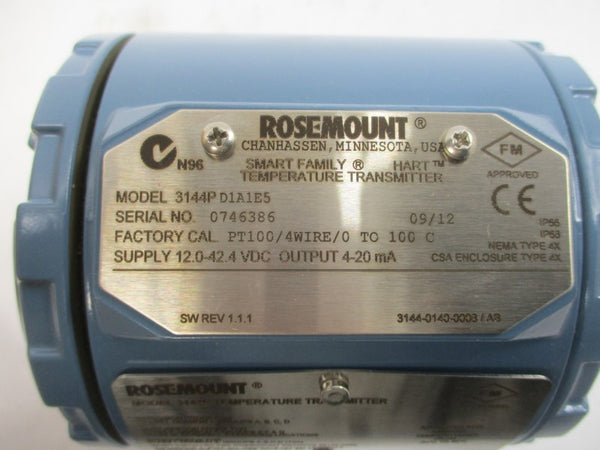 ROSEMOUNT ®
CHANHASSEN, MINNESOTA, USA
N96
SMART FAMILY ® HART™
TEMPERATURE TRANSMITTER
FM
APPROVED
MODEL 3144P D1A1E5
SERIAL NO. 0746386 09/12
CE
FACTORY CAL PT100/4WIRE/0 TO 100 C
IP66
IP68
SUPPLY 12.0-42.4 VDC OUTPUT 4-20 mA
NEMA TYPE 4X
CSA ENCLOSURE TYPE 4X
SW REV 1.1.1
3144-0140-0003 / AB
ROSEMOUNT ®
MODEL TEMPERATURE TRANSMITTER